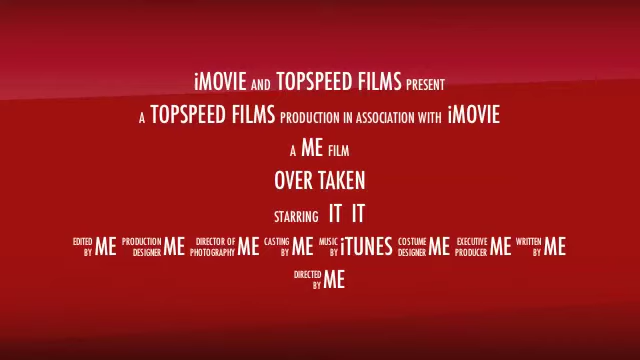 iMOVIE AND TOPSPEED FILMS PRESENT
A TOPSPEED FILMS PRODUCTION IN ASSOCIATION WITH iMOVIE
A ME FILM
OVER TAKEN
STARRING IT IT
EDITED BY ME PRODUCTION DESIGNER ME DIRECTOR OF PHOTOGRAPHY ME CASTING BY ME MUSIC BY iTUNES COSTUME DESIGNER ME EXECUTIVE PRODUCER ME WRITTEN BY ME
DIRECTED BY ME